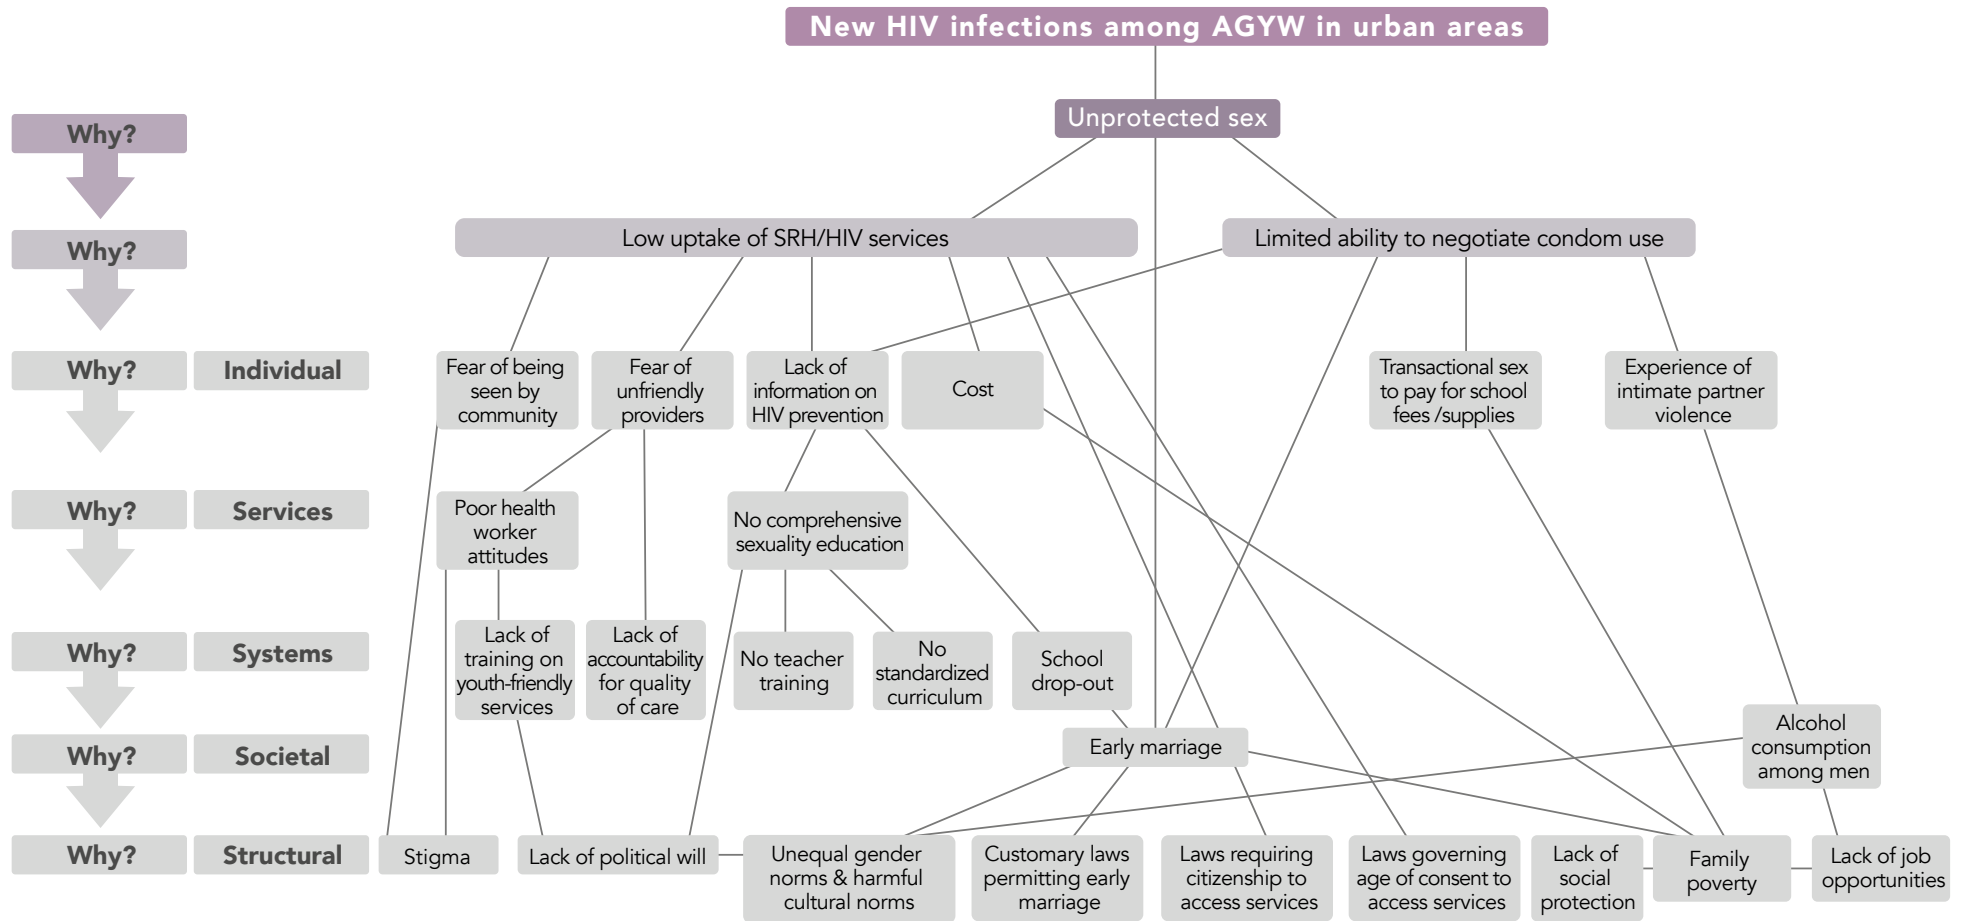 New HIV infections among AGYW in urban areas
Unprotected sex
Why?
Why?
Low uptake of SRH/HIV services
Limited ability to negotiate condom use
Why?
Individual
Fear of being
seen by
community
Fear of
unfriendly
providers
Lack of
information on
HIV prevention
Cost
Transactional sex
to pay for school
fees /supplies
Experience of
intimate partner
violence
Why?
Services
Poor health
worker
attitudes
No comprehensive
sexuality education
Why?
Systems
Lack of
training on
youth-friendly
services
Lack of
accountability
for quality
of care
No teacher
training
No
standardized
curriculum
School
drop-out
Why?
Societal
Early marriage
Alcohol
consumption
among men
Why?
Structural
Stigma
Lack of political will
Unequal gender
norms & harmful
cultural norms
Customary laws
permitting early
marriage
Laws requiring
citizenship to
access services
Laws governing
age of consent to
access services
Lack of
social
protection
Family
poverty
Lack of job
opportunities